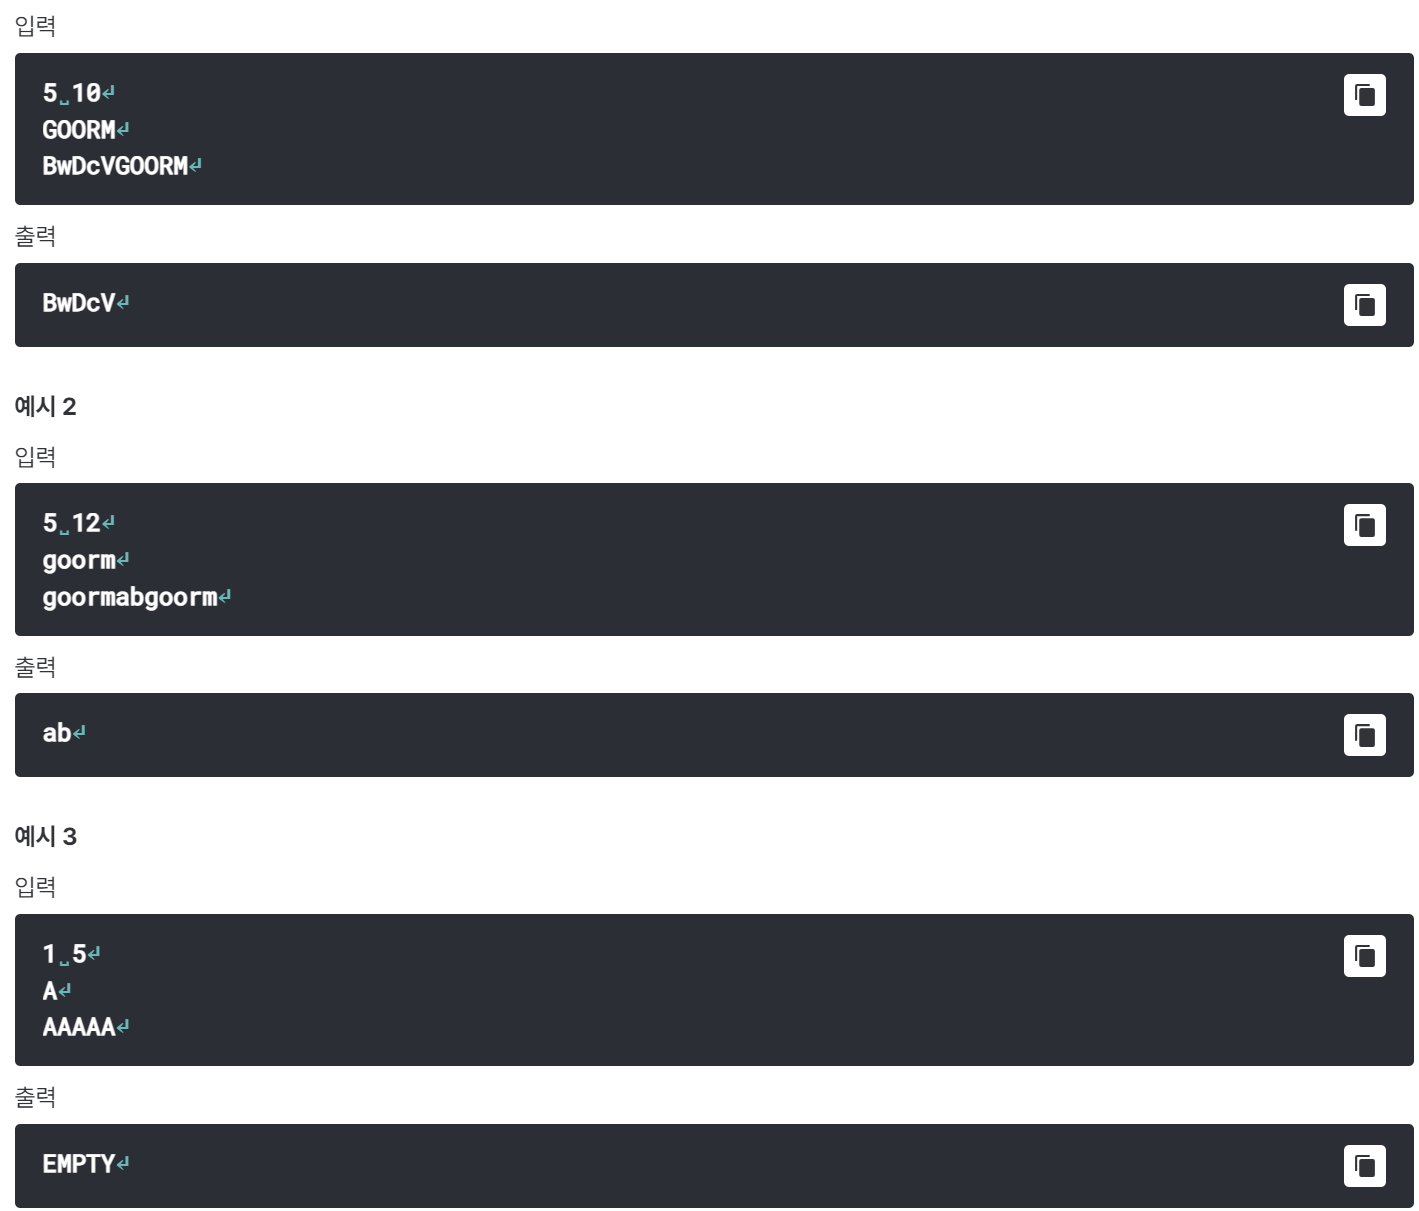 입력
5␣10↵
GOORM↵
BwDcVGOORM↵
출력
BwDcV↵
예시 2
입력
5␣12↵
goorm↵
goormabgoorm↵
출력
ab↵
예시 3
입력
1␣5↵
A↵
AAAAA↵
출력
EMPTY↵